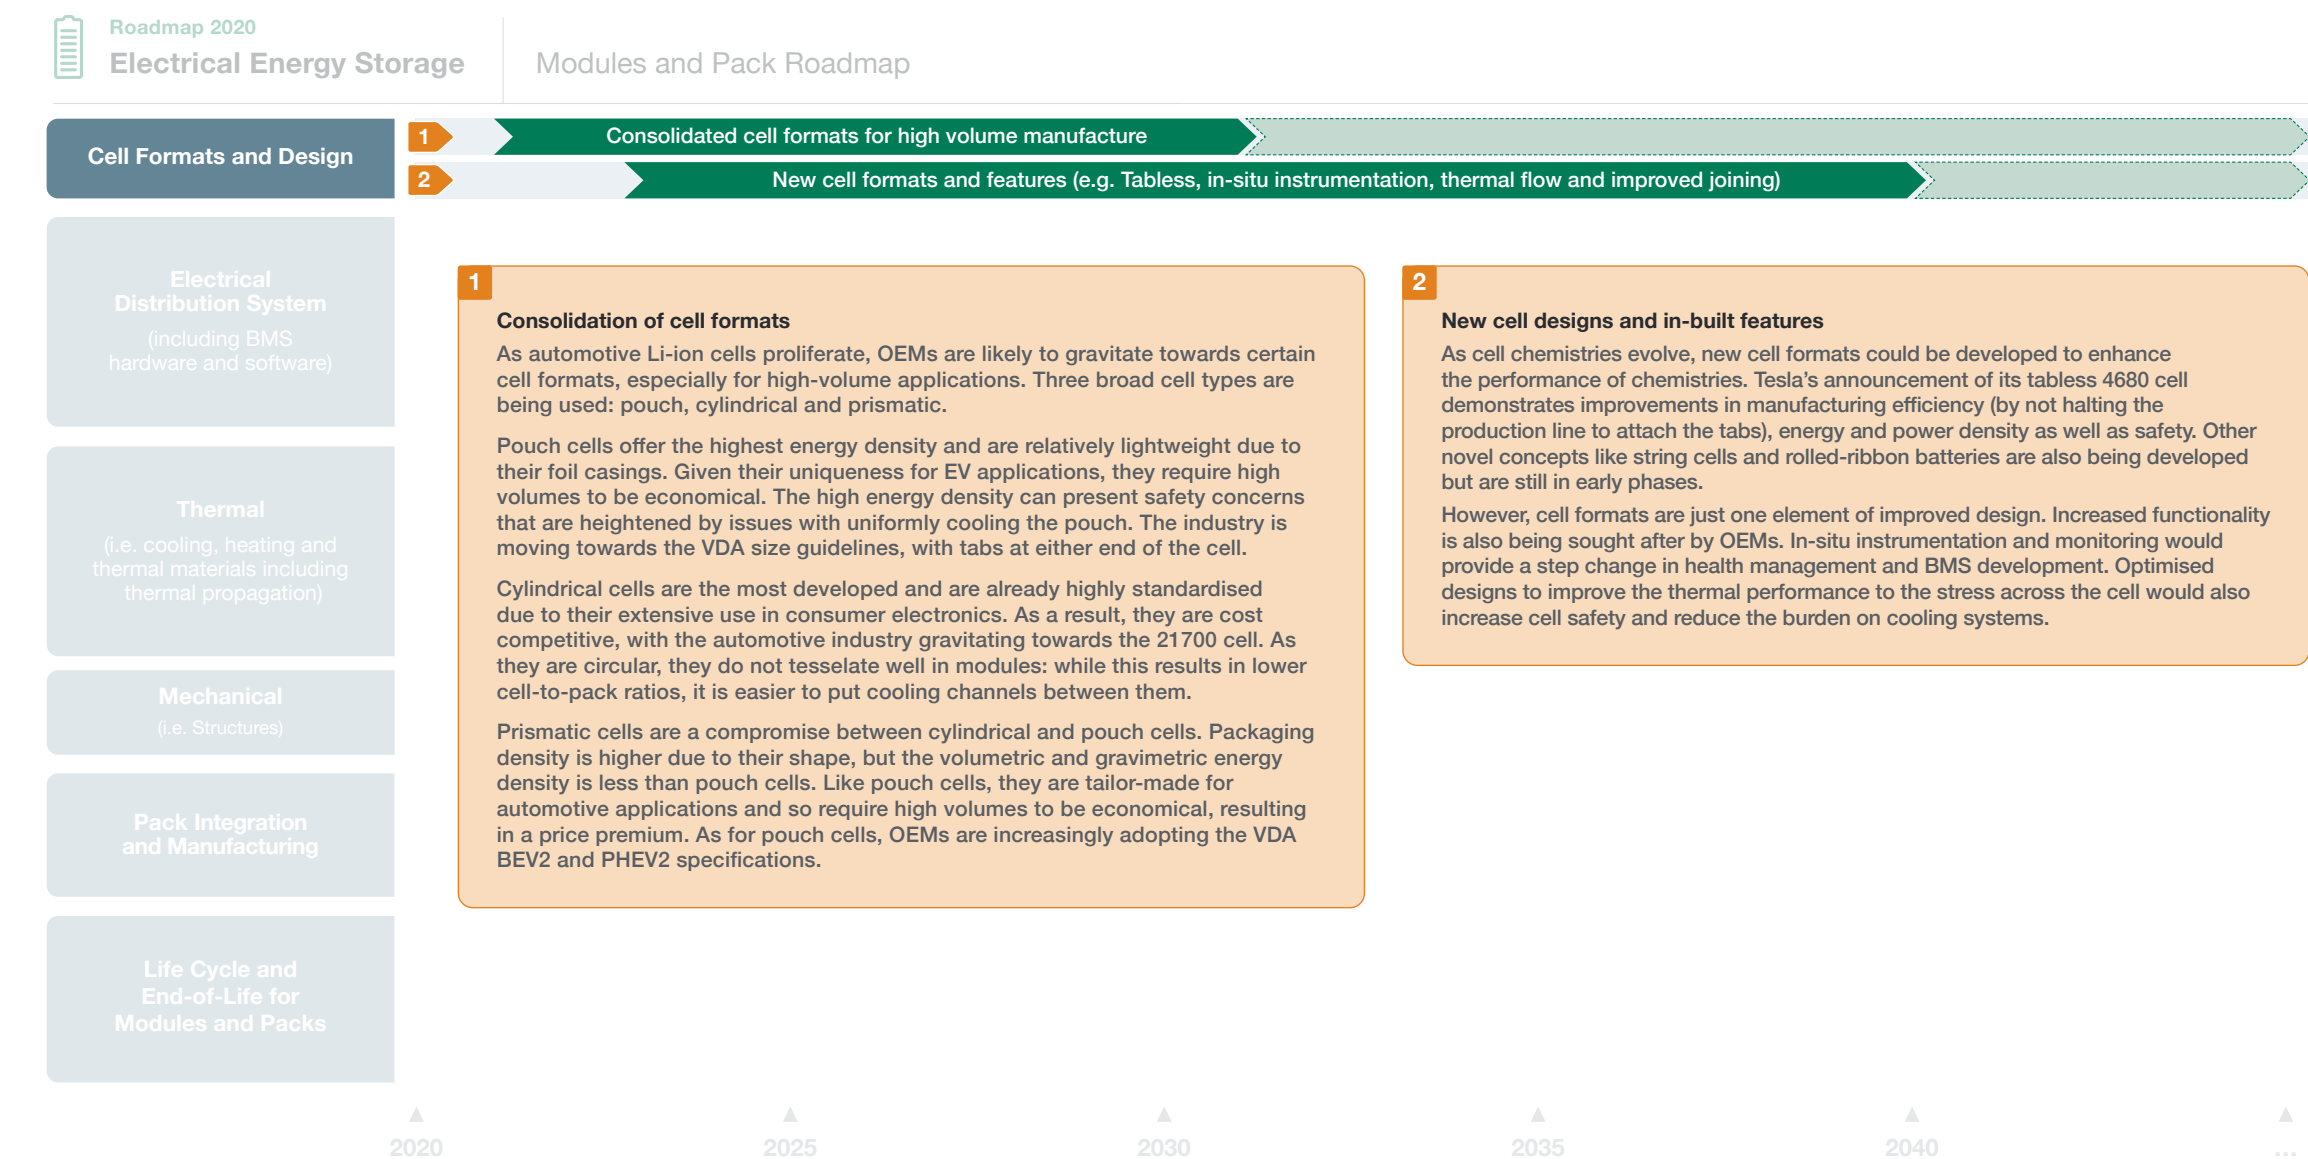 Roadmap 2020
Electrical Energy Storage
Modules and Pack Roadmap
Cell Formats and Design
1
Consolidated cell formats for high volume manufacture
2
New cell formats and features (e.g. Tabless, in-situ instrumentation, thermal flow and improved joining)
Electrical
Distribution System
(including BMS
hardware and software)
Thermal
(i.e. cooling, heating and
thermal materials including
thermal propagation)
Mechanical
(i.e. Structures)
Pack Integration
and Manufacturing
Life Cycle and
End-of-Life for
Modules and Packs
1
Consolidation of cell formats
As automotive Li-ion cells proliferate, OEMs are likely to gravitate towards certain
cell formats, especially for high-volume applications. Three broad cell types are
being used: pouch, cylindrical and prismatic.
Pouch cells offer the highest energy density and are relatively lightweight due to
their foil casings. Given their uniqueness for EV applications, they require high
volumes to be economical. The high energy density can present safety concerns
that are heightened by issues with uniformly cooling the pouch. The industry is
moving towards the VDA size guidelines, with tabs at either end of the cell.
Cylindrical cells are the most developed and are already highly standardised
due to their extensive use in consumer electronics. As a result, they are cost
competitive, with the automotive industry gravitating towards the 21700 cell. As
they are circular, they do not tesselate well in modules: while this results in lower
cell-to-pack ratios, it is easier to put cooling channels between them.
Prismatic cells are a compromise between cylindrical and pouch cells. Packaging
density is higher due to their shape, but the volumetric and gravimetric energy
density is less than pouch cells. Like pouch cells, they are tailor-made for
automotive applications and so require high volumes to be economical, resulting
in a price premium. As for pouch cells, OEMs are increasingly adopting the VDA
BEV2 and PHEV2 specifications.
2
New cell designs and in-built features
As cell chemistries evolve, new cell formats could be developed to enhance
the performance of chemistries. Tesla's announcement of its tabless 4680 cell
demonstrates improvements in manufacturing efficiency (by not halting the
production line to attach the tabs), energy and power density as well as safety. Other
novel concepts like string cells and rolled-ribbon batteries are also being developed
but are still in early phases.
However, cell formats are just one element of improved design. Increased functionality
is also being sought after by OEMs. In-situ instrumentation and monitoring would
provide a step change in health management and BMS development. Optimised
designs to improve the thermal performance to the stress across the cell would also
increase cell safety and reduce the burden on cooling systems.
2020
2025
2030
2035
2040
...